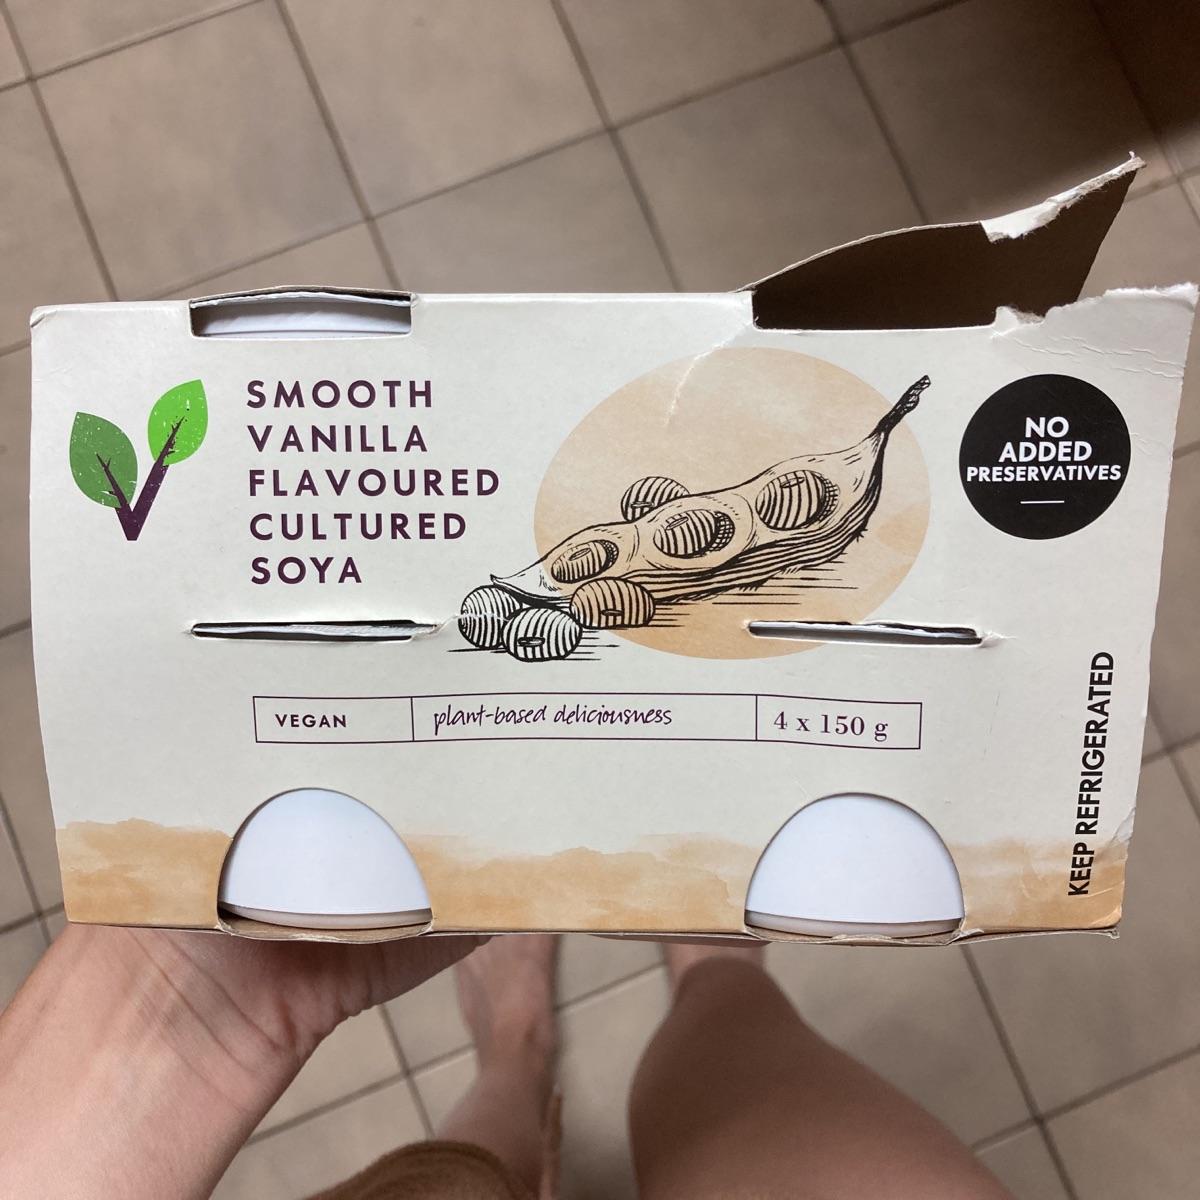 SMOOTH
VANILLA
FLAVOURED
CULTURED
SOYA
NO
ADDED
PRESERVATIVES
VEGAN
plant-based deliciousness
4 x 150 g
KEEP REFRIGERATED